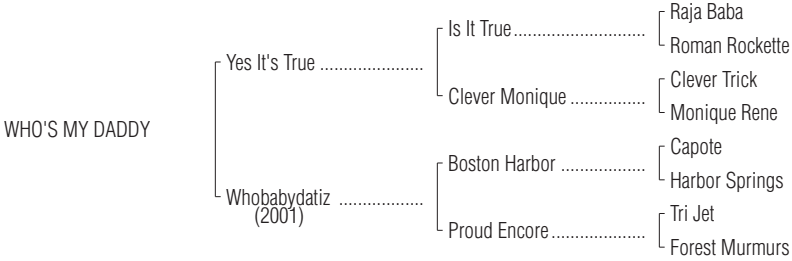 Raja Baba
Is It True............................
Roman Rockette
Yes It's True ......................
Clever Trick
Clever Monique ................
Monique Rene
WHO'S MY DADDY
Capote
Boston Harbor ..................
Harbor Springs
Whobabydatiz ..................
(2001)
Tri Jet
Proud Encore....................
Forest Murmurs